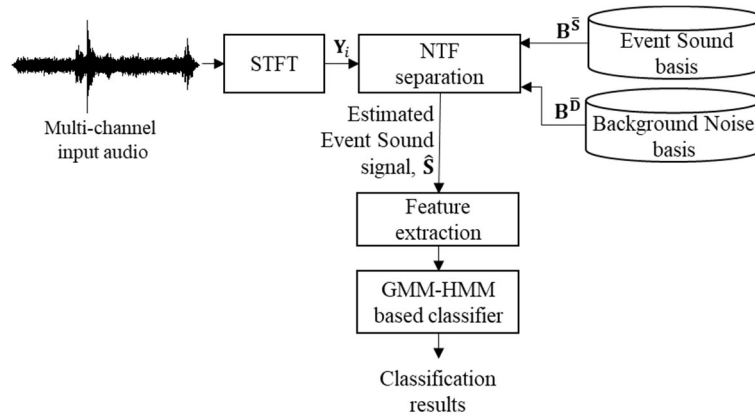 Multi-channel
input audio
STFT
𝐘ᵢ
NTF
separation
𝐁^𝐒̅
Event Sound
basis
𝐁^𝐃̅
Background Noise
basis
Estimated
Event Sound
signal, 𝐒̂
Feature
extraction
GMM-HMM
based classifier
Classification
results